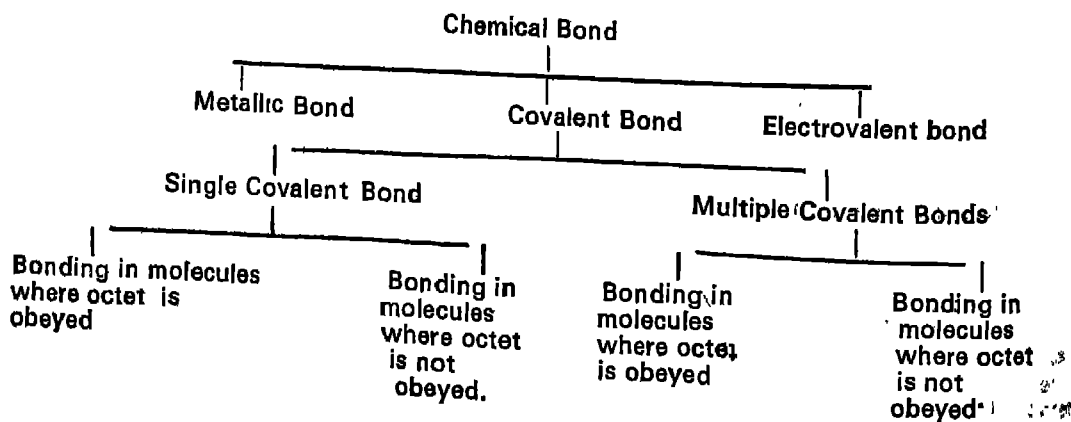 Chemical Bond
Metallic Bond
Covalent Bond
Electrovalent bond
Single Covalent Bond
Multiple Covalent Bonds
Bonding in molecules
where octet is
obeyed
Bonding in
molecules
where octet
is not
obeyed.
Bonding in
molecules
where octet
is obeyed
Bonding in
molecules
where octet
is not
obeyed